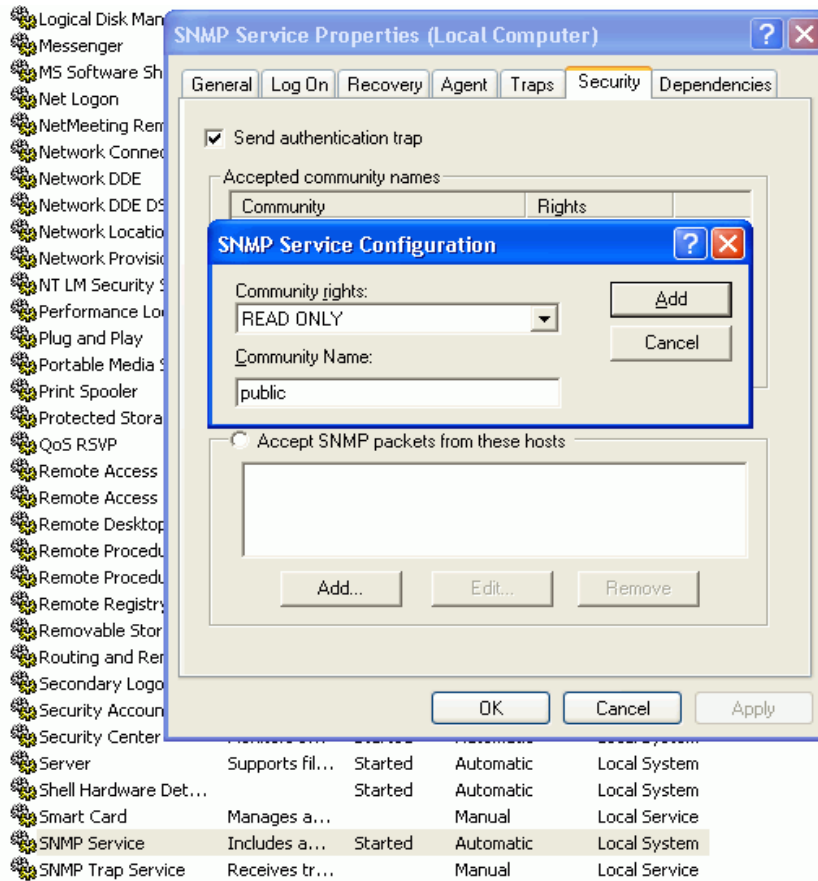 Logical Disk Man
Messenger
MS Software Sh
Net Logon
NetMeeting Rem
Network Connec
Network DDE
Network DDE DS
Network Locatio
Network Provisio
NT LM Security S
Performance Lo
Plug and Play
Portable Media S
Print Spooler
Protected Stora
QoS RSVP
Remote Access
Remote Access
Remote Desktop
Remote Procedu
Remote Procedu
Remote Registry
Removable Stor
Routing and Rem
Secondary Logo
Security Accoun
Security Center
Server Supports fil... Started Automatic Local System
Shell Hardware Det... Started Automatic Local System
Smart Card Manages a... Manual Local Service
SNMP Service Includes a... Started Automatic Local System
SNMP Trap Service Receives tr... Manual Local Service
SNMP Service Properties (Local Computer) ?
General Log On Recovery Agent Traps Security Dependencies
Send authentication trap
Accepted community names
Community Rights
SNMP Service Configuration ?
Community rights:
READ ONLY
Add
Cancel
Community Name:
public
Accept SNMP packets from these hosts
Add... Edit... Remove
OK Cancel Apply